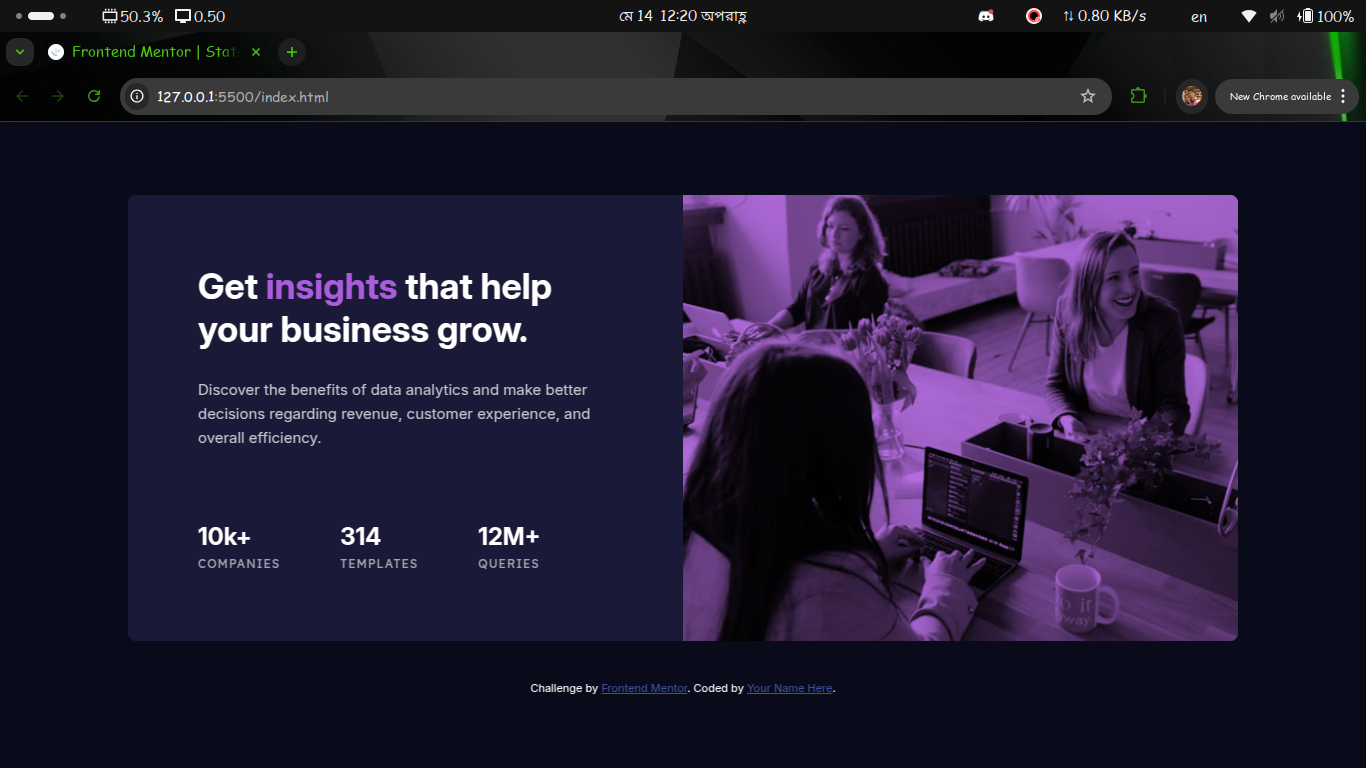 50.3% 0.50 মে 14 12:20 অপরাহ্ণ ↑↓ 0.80 KB/s en 100%
Frontend Mentor | Stat
127.0.0.1:5500/index.html New Chrome available
Get insights that help
your business grow.
Discover the benefits of data analytics and make better
decisions regarding revenue, customer experience, and
overall efficiency.
10k+ 314 12M+
COMPANIES TEMPLATES QUERIES
Challenge by Frontend Mentor. Coded by Your Name Here.